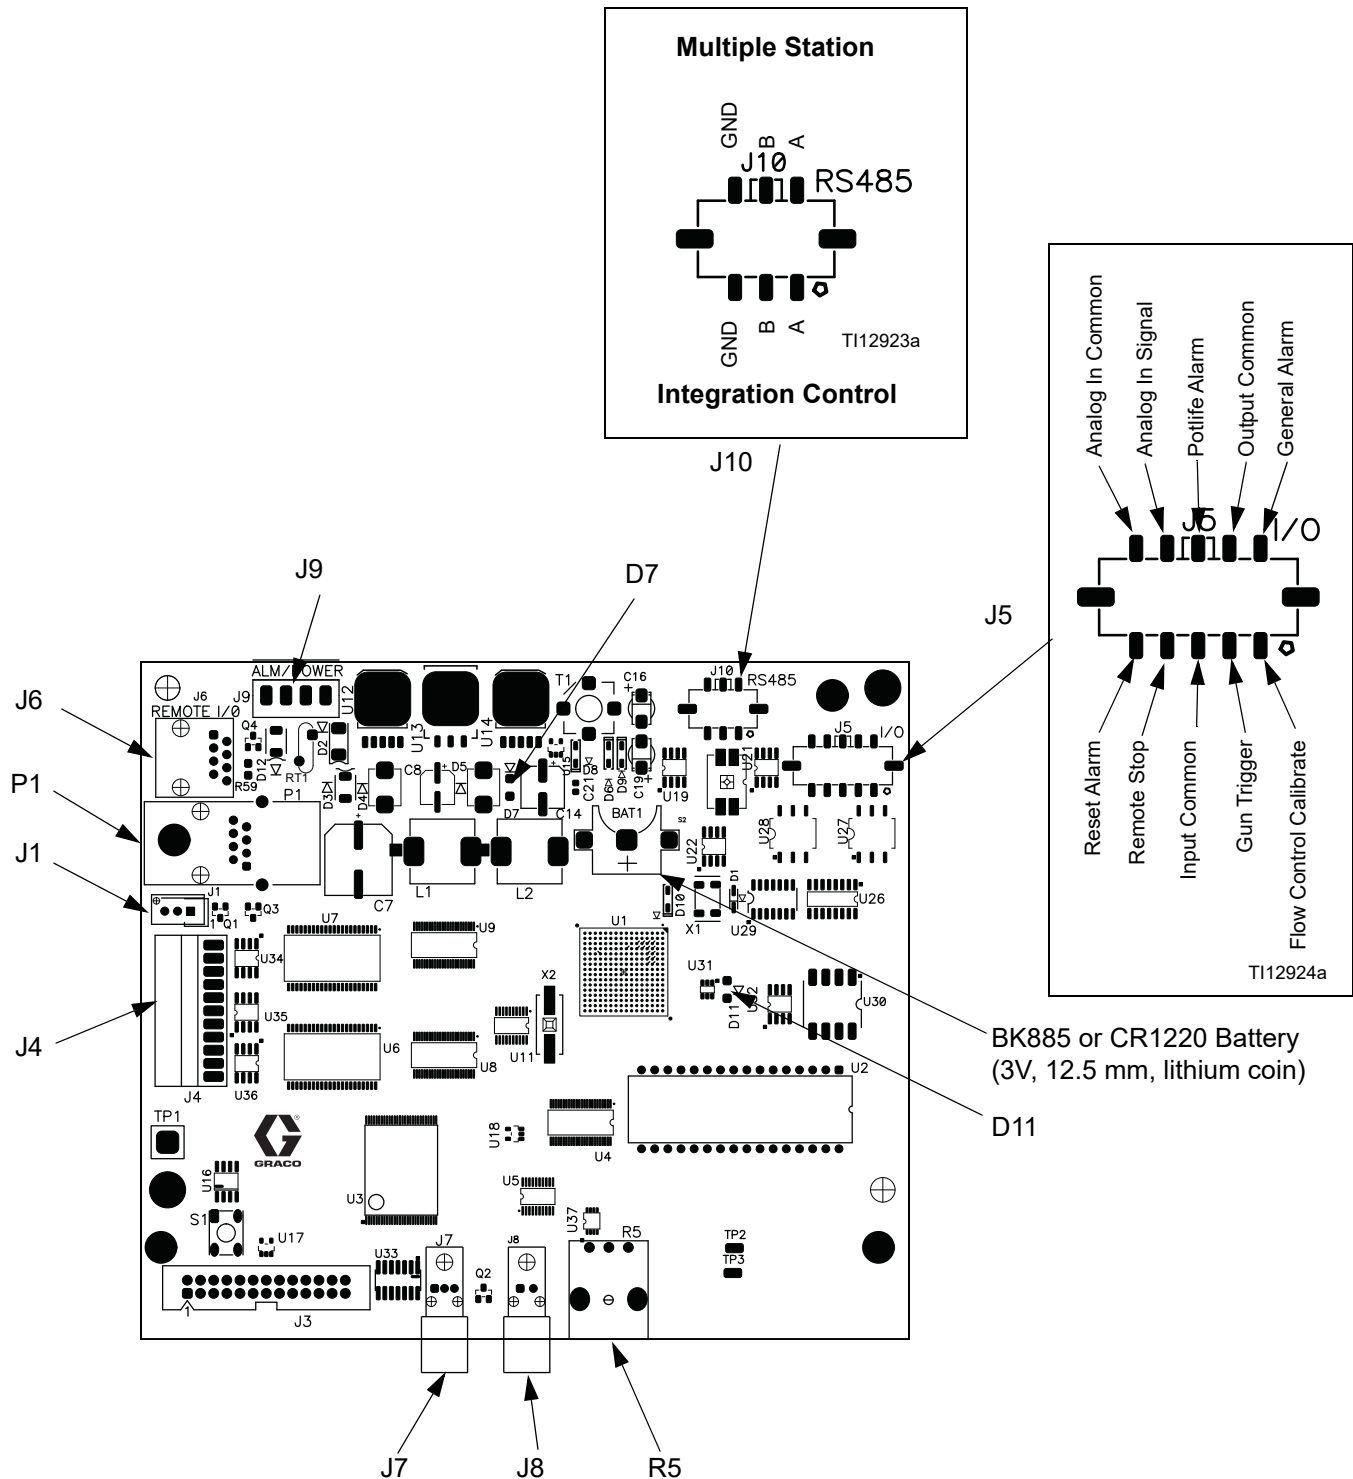 Multiple Station
GND
B
A
J10
RS485
GND
B
A
TI12923a
Integration Control
J10
Analog In Common
Analog In Signal
Potlife Alarm
Output Common
General Alarm
J5
I/O
Reset Alarm
Remote Stop
Input Common
Gun Trigger
Flow Control Calibrate
TI12924a
J5
J9
D7
J6
P1
J1
J4
ALM/POWER
J9
U12
J6
REMOTE I/O
Q4
D12
R59
RT1
D2
P1
D3
D4
C8
D5
U13
U14
T1
C16
J10
RS485
J5
I/O
U15
D8
D6
D9
C21
C19
U19
U21
D7
C14
BAT1
S2
U28
U27
U22
L1
L2
C7
J1
1
Q1
Q3
U7
U9
U1
D10
X1
D1
U29
U26
U34
U35
U36
J4
U6
U8
X2
U11
U31
D11
U32
U30
U2
BK885 or CR1220 Battery
(3V, 12.5 mm, lithium coin)
D11
TP1
GRACO
®
U16
S1
U17
U3
U18
U4
U5
U37
R5
TP2
TP3
U33
J7
Q2
J8
1
J3
J7
J8
R5